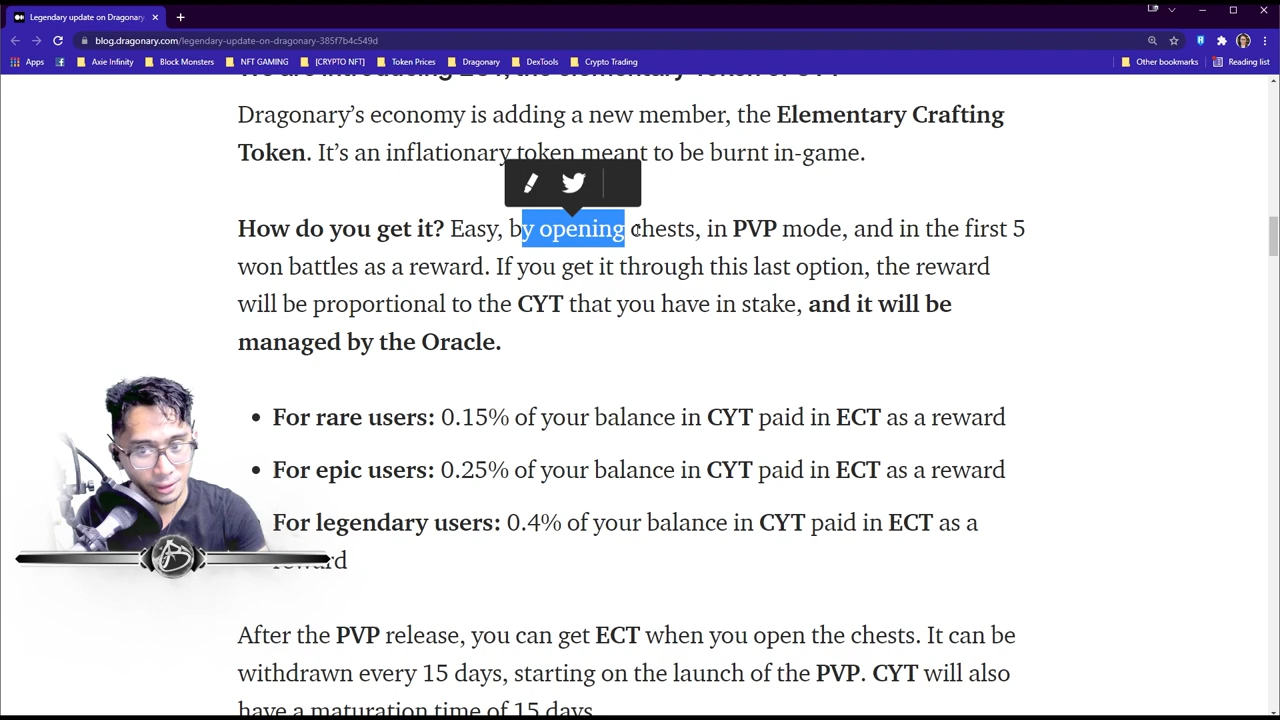 Legendary update on Dragonary
blog.dragonary.com/legendary-update-on-dragonary-385f7b4c549d
Apps
Axie Infinity
Block Monsters
NFT GAMING
[CRYPTO NFT]
Token Prices
Dragonary
DexTools
Crypto Trading
Other bookmarks
Reading list
Dragonary’s economy is adding a new member, the Elementary Crafting
Token. It’s an inflationary token meant to be burnt in-game.
How do you get it? Easy, by opening chests, in PVP mode, and in the first 5
won battles as a reward. If you get it through this last option, the reward
will be proportional to the CYT that you have in stake, and it will be
managed by the Oracle.
• For rare users: 0.15% of your balance in CYT paid in ECT as a reward
• For epic users: 0.25% of your balance in CYT paid in ECT as a reward
For legendary users: 0.4% of your balance in CYT paid in ECT as a
reward
After the PVP release, you can get ECT when you open the chests. It can be
withdrawn every 15 days, starting on the launch of the PVP. CYT will also
have a maturation time of 15 days